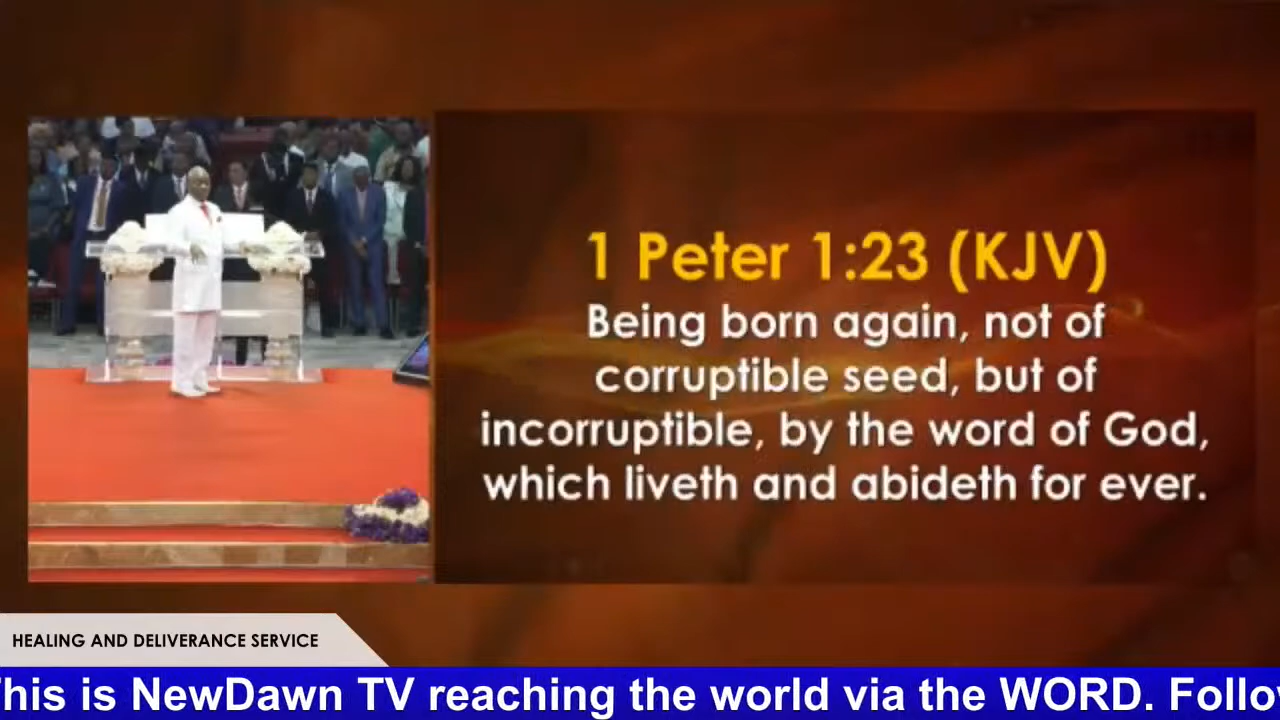 1 Peter 1:23 (KJV)
Being born again, not of
corruptible seed, but of
incorruptible, by the word of God,
which liveth and abideth for ever.
HEALING AND DELIVERANCE SERVICE
is NewDawn TV reaching the world via the WORD.